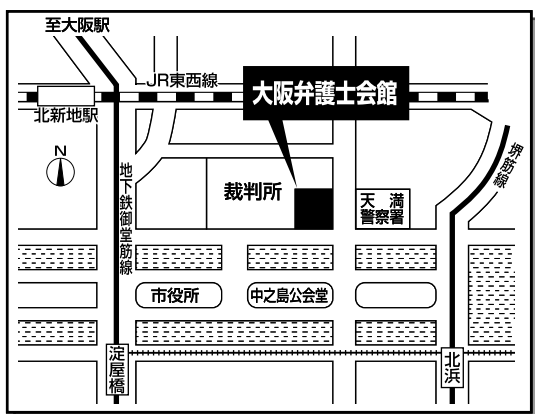 至大阪駅
JR東西線
大阪弁護士会館
北新地駅
N
地下鉄御堂筋線
堺筋線
裁判所
天満
警察署
市役所
中之島公会堂
淀屋橋
北浜